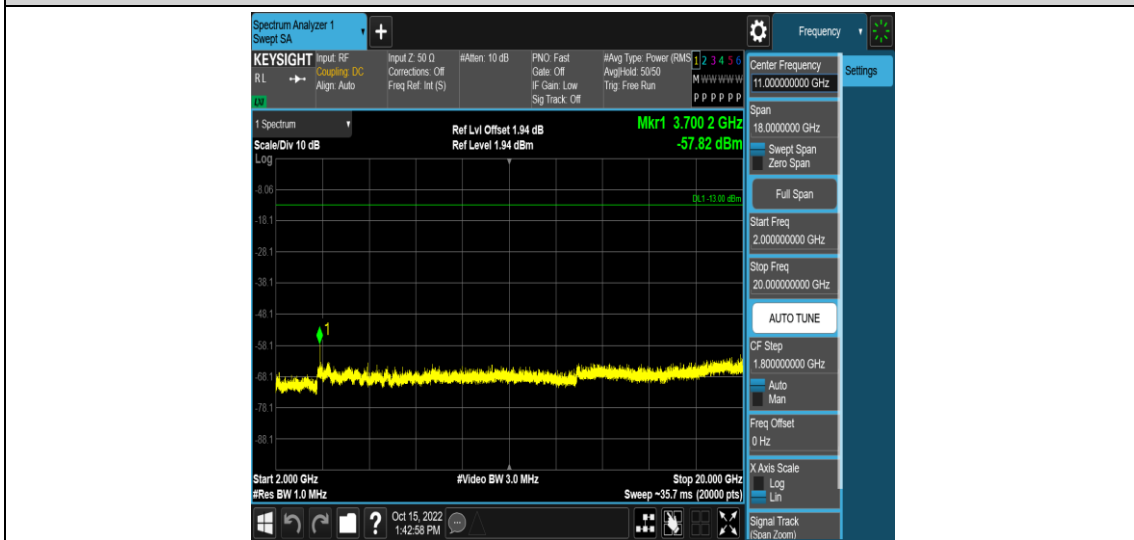 Spectrum Analyzer 1
Swept SA
+
Frequency
KEYSIGHT
RL
LXI
Input: RF
Coupling: DC
Align: Auto
Input Z: 50 Ω
Corrections: Off
Freq Ref: Int (S)
#Atten: 10 dB
PNO: Fast
Gate: Off
IF Gain: Low
Sig Track: Off
#Avg Type: Power (RMS
Avg|Hold: 50/50
Trig: Free Run
1 2 3 4 5 6
M W W W W W
P P P P P P
Center Frequency
11.000000000 GHz
Settings
Span
18.0000000 GHz
Swept Span
Zero Span
Full Span
Start Freq
2.000000000 GHz
Stop Freq
20.000000000 GHz
AUTO TUNE
CF Step
1.800000000 GHz
Auto
Man
Freq Offset
0 Hz
X Axis Scale
Log
Lin
Signal Track
(Span Zoom)
1 Spectrum
Scale/Div 10 dB
Log
Ref Lvl Offset 1.94 dB
Ref Level 1.94 dBm
Mkr1 3.700 2 GHz
-57.82 dBm
-8.06
DL1 -13.00 dBm
-18.1
-28.1
-38.1
-48.1
1
-58.1
-68.1
-78.1
-88.1
Start 2.000 GHz
#Res BW 1.0 MHz
#Video BW 3.0 MHz
Stop 20.000 GHz
Sweep ~35.7 ms (20000 pts)
?
Oct 15, 2022
1:42:58 PM